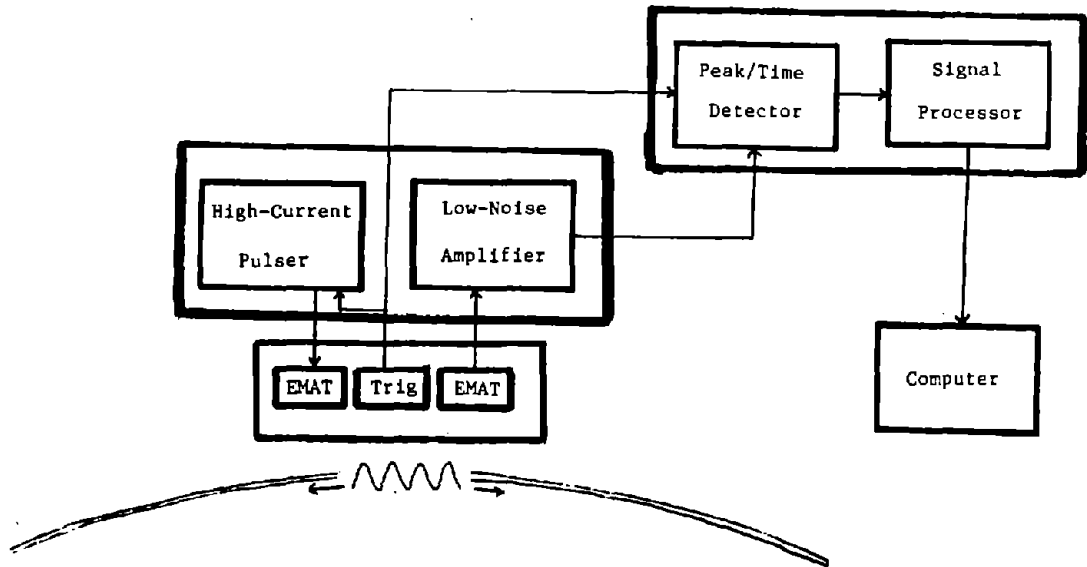 Peak/Time
Detector
Signal
Processor
High-Current
Pulser
Low-Noise
Amplifier
EMAT
Trig
EMAT
Computer